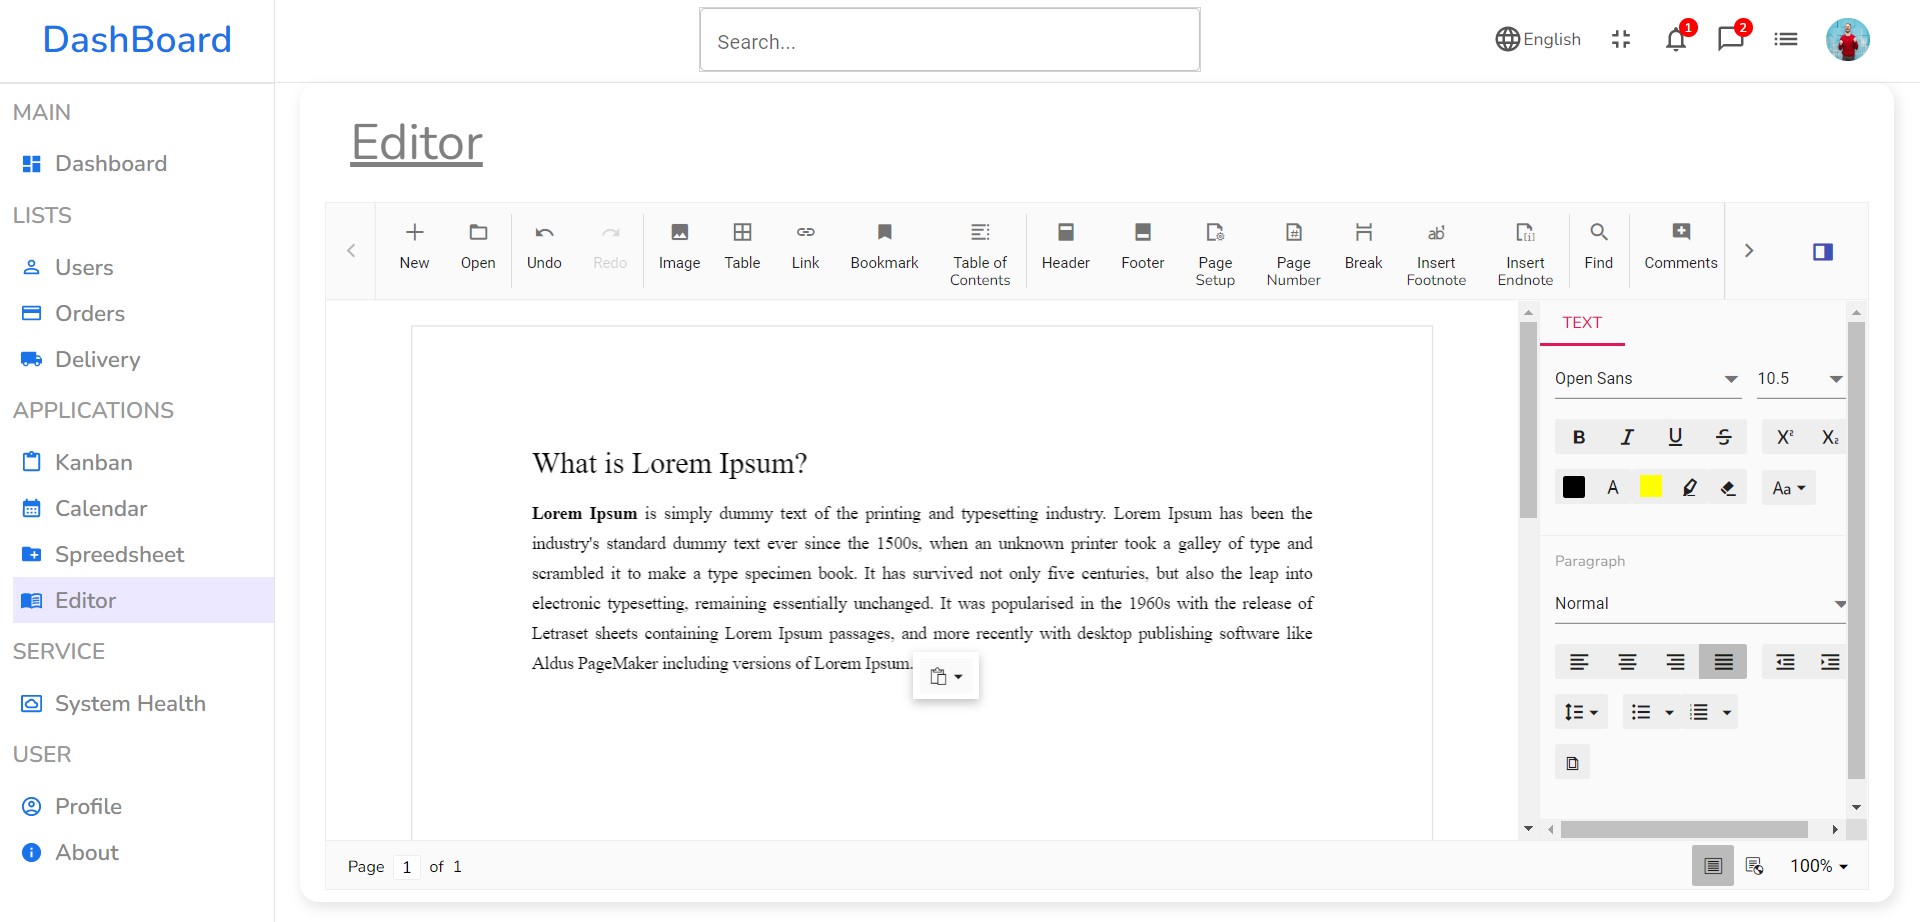 DashBoard
Search...
English
1
2
MAIN
Dashboard
LISTS
Users
Orders
Delivery
APPLICATIONS
Kanban
Calendar
Spreedsheet
Editor
SERVICE
System Health
USER
Profile
About
Editor
New
Open
Undo
Redo
Image
Table
Link
Bookmark
Table of
Contents
Header
Footer
Page
Setup
Page
Number
Break
Insert
Footnote
Insert
Endnote
Find
Comments
What is Lorem Ipsum?
Lorem Ipsum is simply dummy text of the printing and typesetting industry. Lorem Ipsum has been the
industry's standard dummy text ever since the 1500s, when an unknown printer took a galley of type and
scrambled it to make a type specimen book. It has survived not only five centuries, but also the leap into
electronic typesetting, remaining essentially unchanged. It was popularised in the 1960s with the release of
Letraset sheets containing Lorem Ipsum passages, and more recently with desktop publishing software like
Aldus PageMaker including versions of Lorem Ipsum.
TEXT
Open Sans
10.5
B I U S X² X₂
A
Aa
Paragraph
Normal
Page 1 of 1
100%